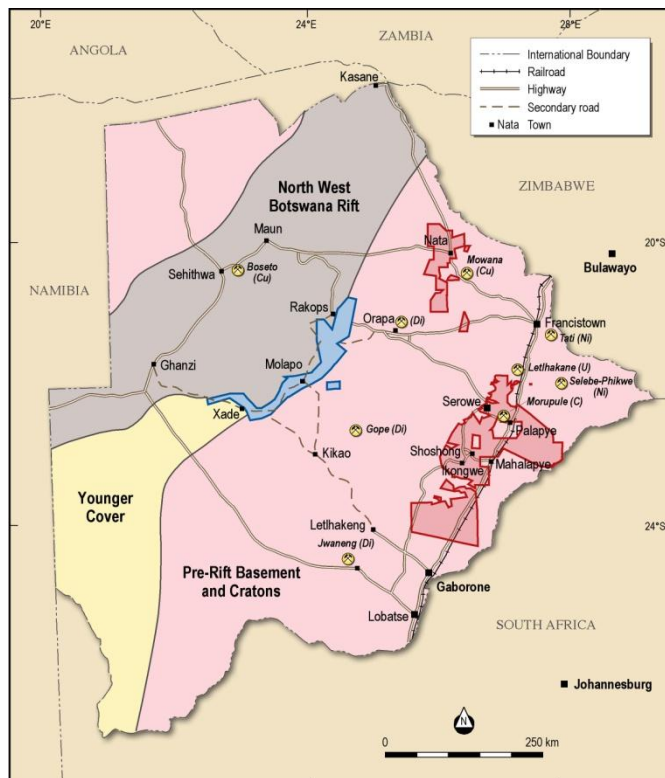 20°E
24°E
28°E
ANGOLA
ZAMBIA
Kasane
International Boundary
Railroad
Highway
Secondary road
Nata
Town
ZIMBABWE
North West
Botswana Rift
20°S
Maun
Nata
Mowana
(Cu)
Bulawayo
Sehithwa
Boseto
(Cu)
NAMIBIA
Rakops
Orapa
(Di)
Francistown
Tati (Ni)
Ghanzi
Molapo
Letlhakane (U)
Selebe-Phikwe
(Ni)
Serowe
Morupule (C)
Xade
Palapye
Gope (Di)
Shoshong
Kikao
Ikongwe
Mahalapye
Younger
Cover
24°S
Letlhakeng
Jwaneng (Di)
Pre-Rift Basement
and Cratons
Gaborone
Lobatse
SOUTH AFRICA
Johannesburg
N
0
250 km